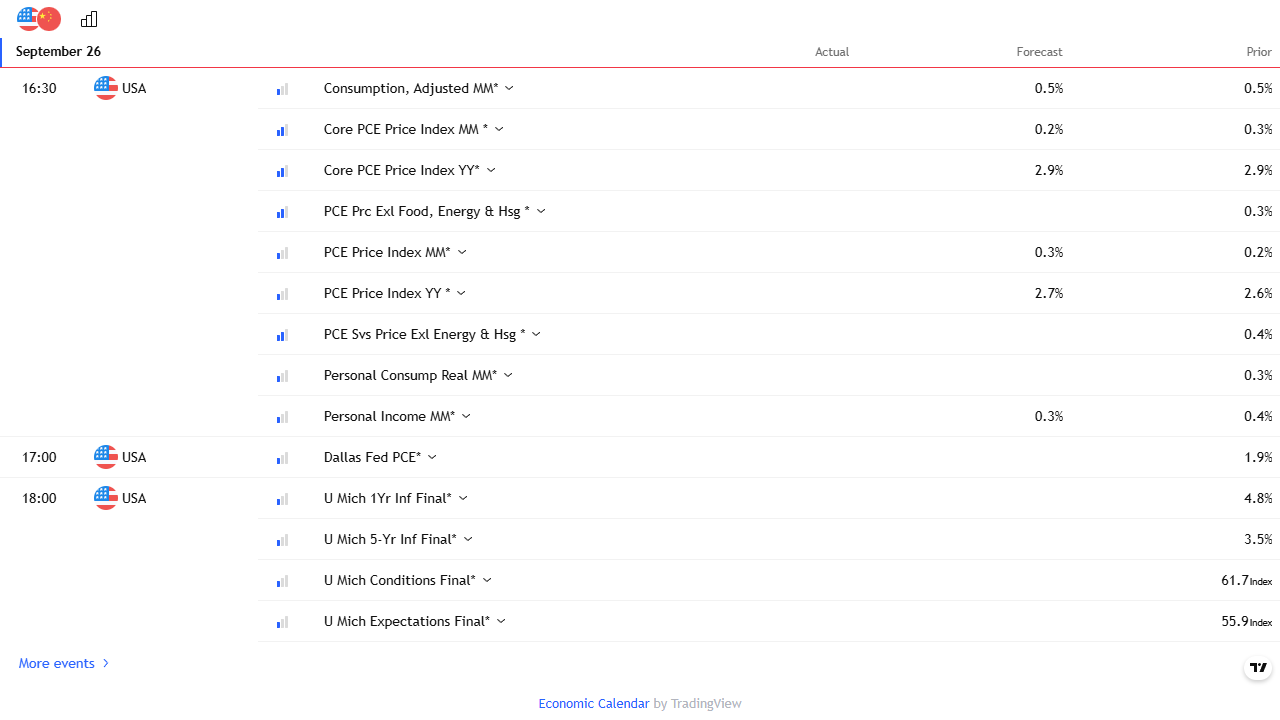 September 26 Actual Forecast Prior
16:30 USA Consumption, Adjusted MM* 0.5% 0.5%
Core PCE Price Index MM * 0.2% 0.3%
Core PCE Price Index YY* 2.9% 2.9%
PCE Prc Exl Food, Energy & Hsg * 0.3%
PCE Price Index MM* 0.3% 0.2%
PCE Price Index YY * 2.7% 2.6%
PCE Svs Price Exl Energy & Hsg * 0.4%
Personal Consump Real MM* 0.3%
Personal Income MM* 0.3% 0.4%
17:00 USA Dallas Fed PCE* 1.9%
18:00 USA U Mich 1Yr Inf Final* 4.8%
U Mich 5-Yr Inf Final* 3.5%
U Mich Conditions Final* 61.7Index
U Mich Expectations Final* 55.9Index
More events
Economic Calendar by TradingView